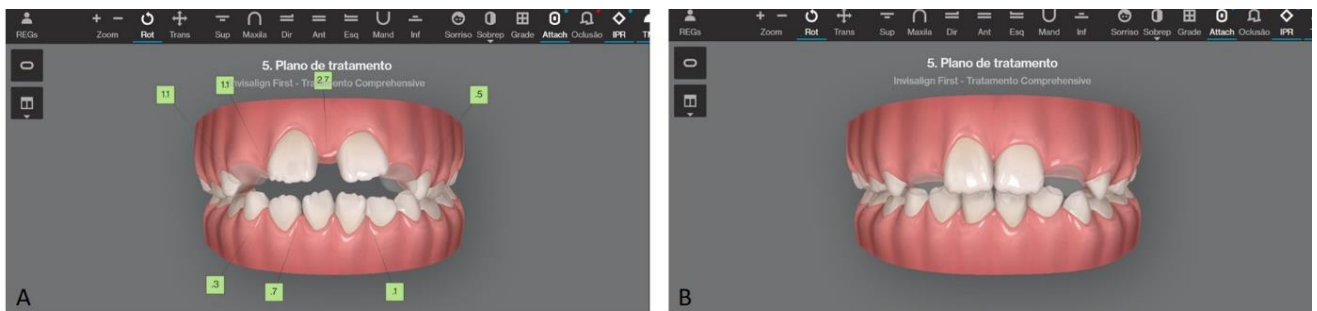 REGs Zoom Rot Trans Sup Maxila Dir Ant Esq Mand Inf Sorriso Sobrep Grade Attach Oclusão IPR
5. Plano de tratamento
Invisalign First - Tratamento Comprehensive
1.1 1.1 2.7 .5
.3 .7 .1
A
REGs Zoom Rot Trans Sup Maxila Dir Ant Esq Mand Inf Sorriso Sobrep Grade Attach Oclusão IPR
5. Plano de tratamento
Invisalign First - Tratamento Comprehensive
B